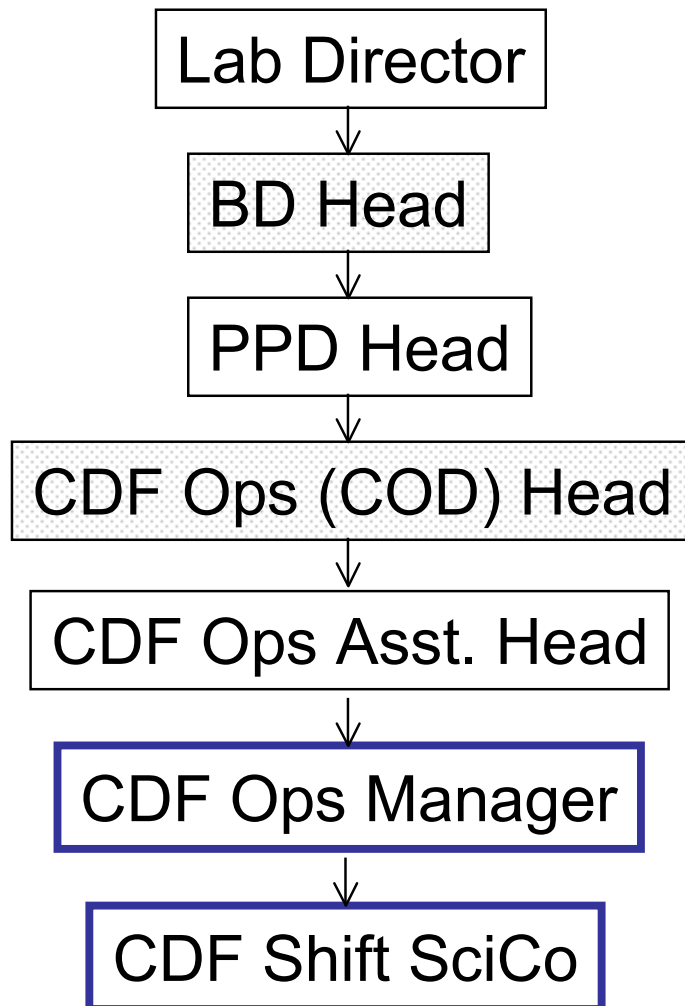 Lab Director
BD Head
PPD Head
CDF Ops (COD) Head
CDF Ops Asst. Head
CDF Ops Manager
CDF Shift SciCo